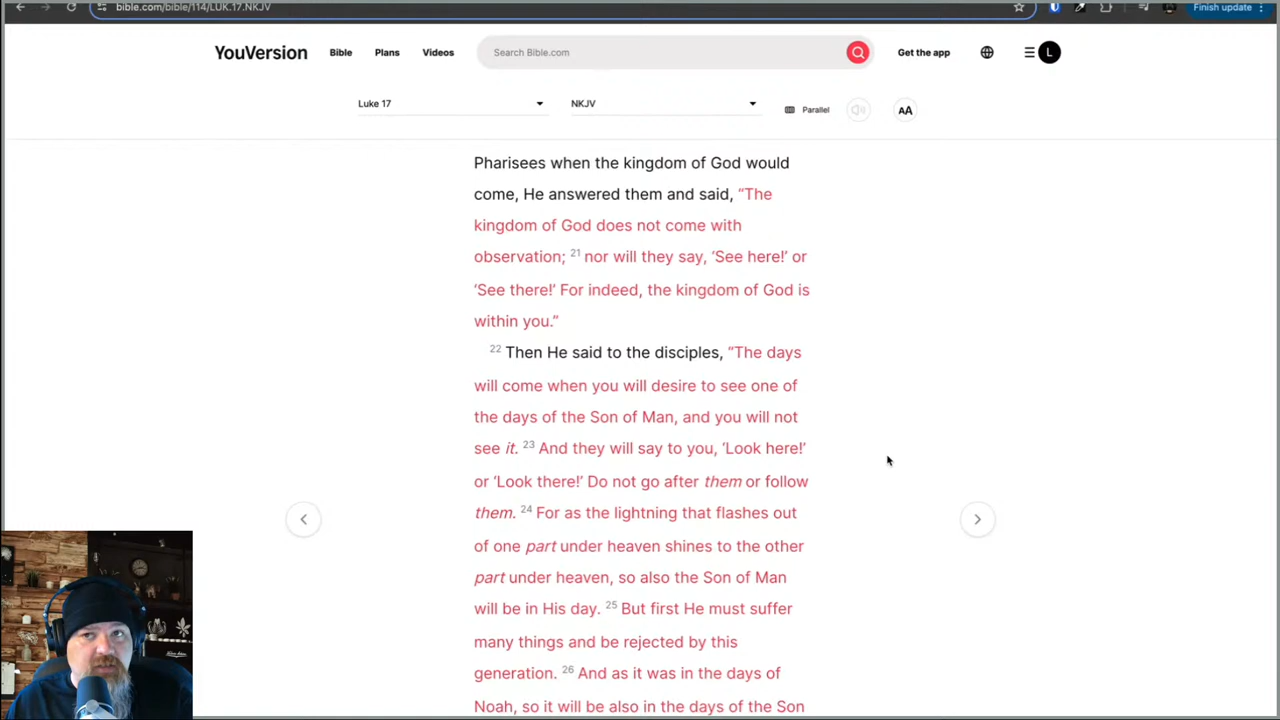 bible.com/bible/114/LUK.17.NKJV
Finish update
YouVersion
Bible
Plans
Videos
Search Bible.com
Get the app
L
Luke 17
NKJV
Parallel
AA
Pharisees when the kingdom of God would
come, He answered them and said, “The
kingdom of God does not come with
observation; 21 nor will they say, ‘See here!’ or
‘See there!’ For indeed, the kingdom of God is
within you.”
22 Then He said to the disciples, “The days
will come when you will desire to see one of
the days of the Son of Man, and you will not
see it. 23 And they will say to you, ‘Look here!’
or ‘Look there!’ Do not go after them or follow
them. 24 For as the lightning that flashes out
of one part under heaven shines to the other
part under heaven, so also the Son of Man
will be in His day. 25 But first He must suffer
many things and be rejected by this
generation. 26 And as it was in the days of
Noah, so it will be also in the days of the Son